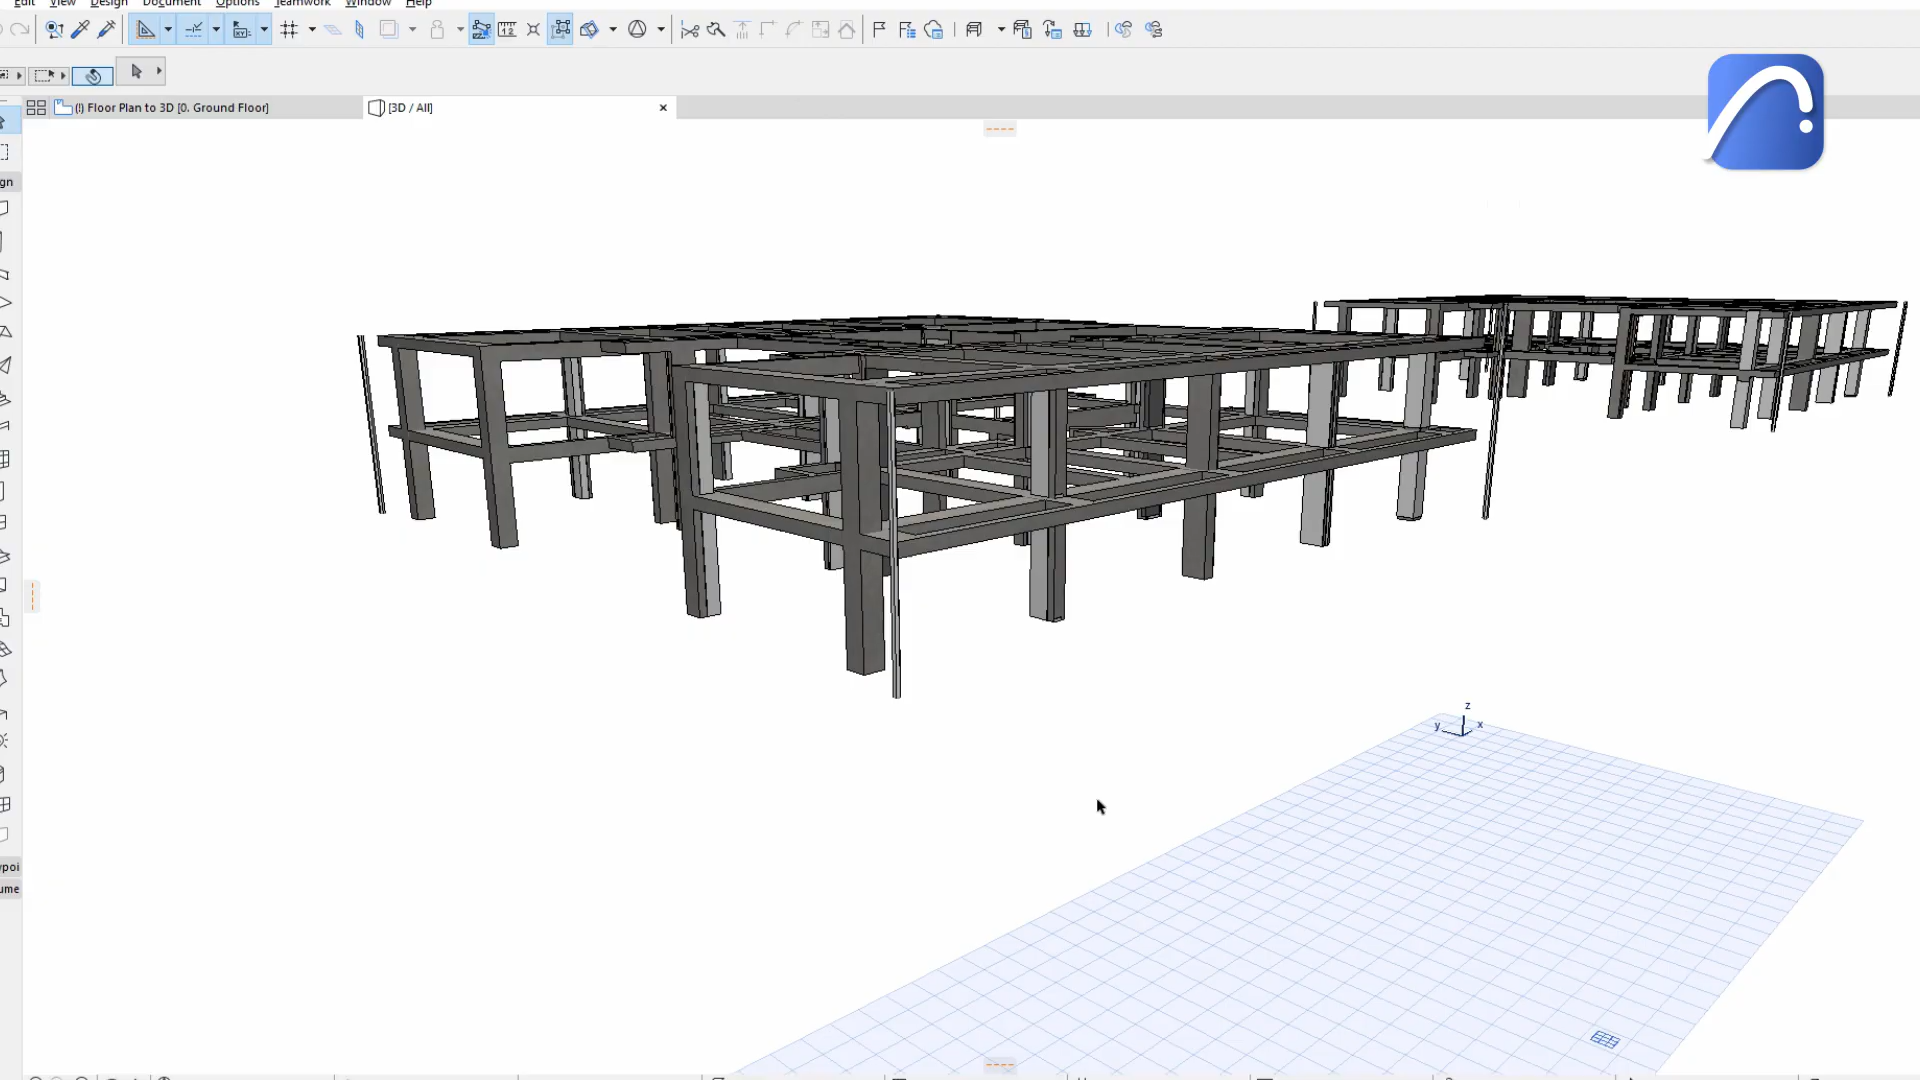 Edit View Design Document Options Teamwork Window Help
(!) Floor Plan to 3D [0. Ground Floor]
[3D / All]
gn
z
y x
ypoi
ume